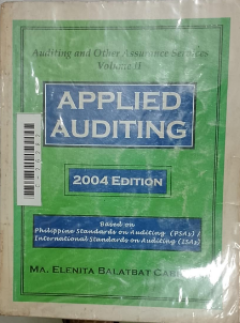 Auditing and Other Assurance Services
Volume II
APPLIED
AUDITING
2004 EDITION
Based on
Philippine Standards on Auditing (PSAs) /
International Standards on Auditing (ISAs)
MA. ELENITA BALATBAT